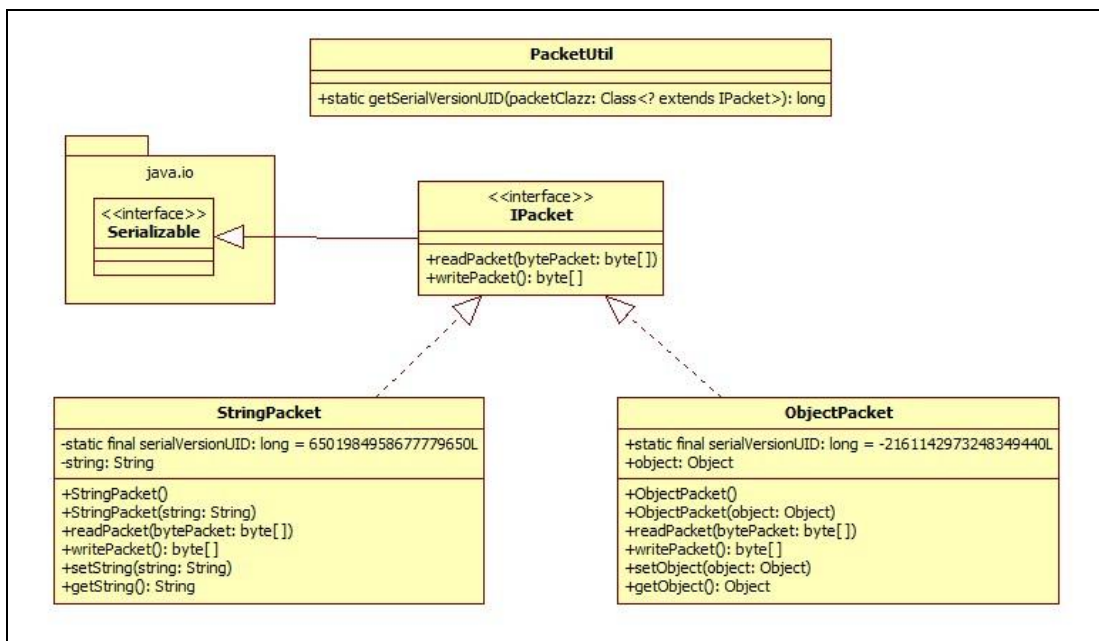 PacketUtil
+static getSerialVersionUID(packetClazz: Class<? extends IPacket>): long
java.io
<<interface>>
Serializable
<<interface>>
IPacket
+readPacket(bytePacket: byte[])
+writePacket(): byte[]
StringPacket
-static final serialVersionUID: long = 6501984958677779650L
-string: String
+StringPacket()
+StringPacket(string: String)
+readPacket(bytePacket: byte[])
+writePacket(): byte[]
+setString(string: String)
+getString(): String
ObjectPacket
+static final serialVersionUID: long = -2161142973248349440L
+object: Object
+ObjectPacket()
+ObjectPacket(object: Object)
+readPacket(bytePacket: byte[])
+writePacket(): byte[]
+setObject(object: Object)
+getObject(): Object